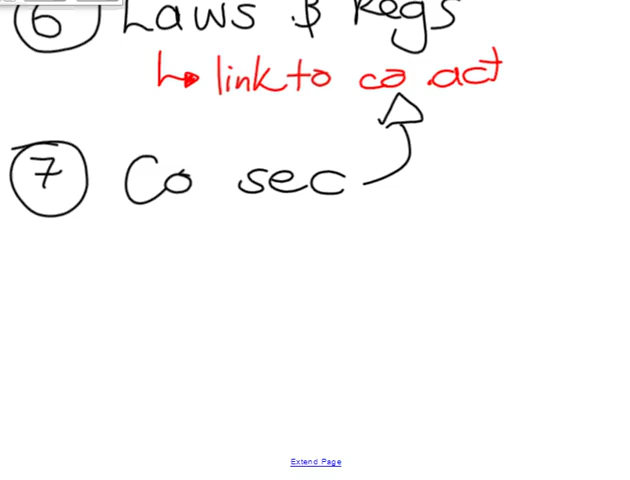 6 Laws & Regs
↳ link to co act
7 Co sec
Extend Page